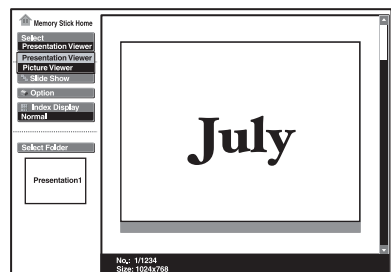 Memory Stick Home
Select
Presentation Viewer
Presentation Viewer
Picture Viewer
Slide Show
Option
Index Display
Normal
Select Folder
Presentation1
July
No,: 1/1234
Size: 1024x768